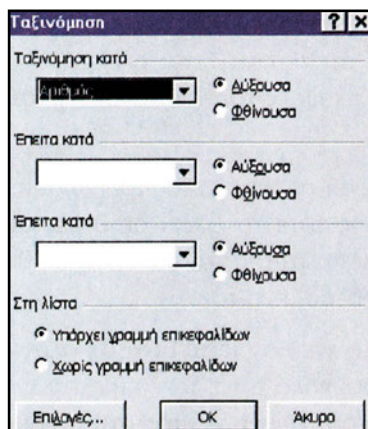 Ταξινόμηση
Ταξινόμηση κατά
Αριθμός
Αύξουσα
Φθίνουσα
Έπειτα κατά
Αύξουσα
Φθίνουσα
Έπειτα κατά
Αύξουσα
Φθίνουσα
Στη λίστα
Υπάρχει γραμμή επικεφαλίδων
Χωρίς γραμμή επικεφαλίδων
Επιλογές... OK Άκυρο